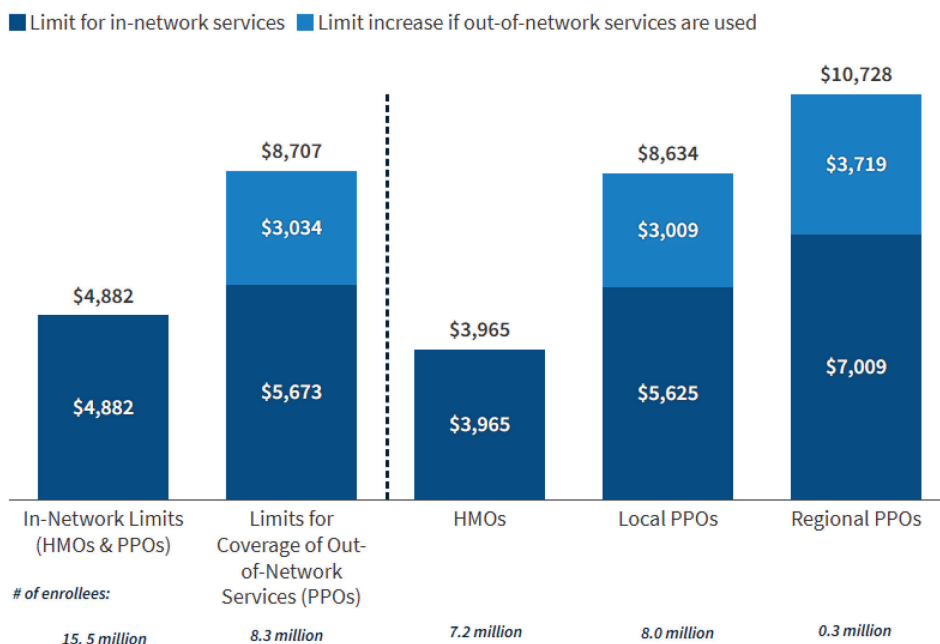 Limit for in-network services Limit increase if out-of-network services are used
$10,728
$8,707
$8,634
$3,719
$3,034
$3,009
$4,882
$3,965
$7,009
$4,882
$5,673
$3,965
$5,625
In-Network Limits
(HMOs & PPOs)
Limits for
Coverage of Out-
of-Network
Services (PPOs)
HMOs
Local PPOs
Regional PPOs
# of enrollees:
15. 5 million
8.3 million
7.2 million
8.0 million
0.3 million